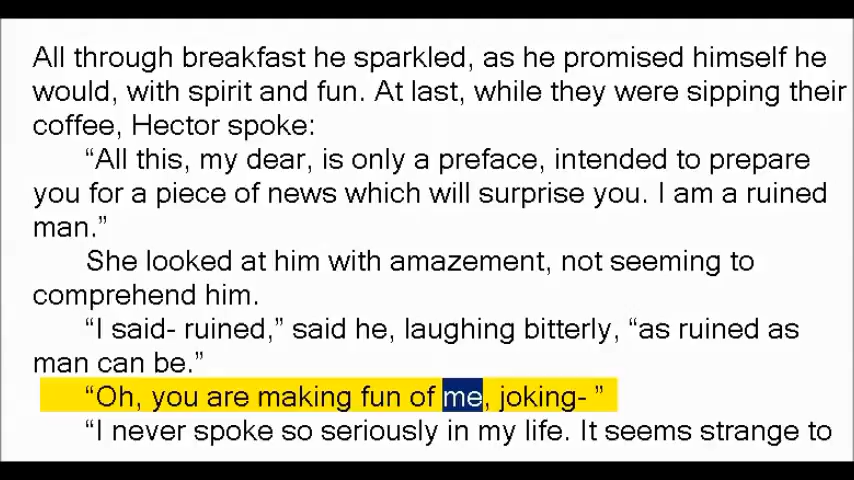 All through breakfast he sparkled, as he promised himself he
would, with spirit and fun. At last, while they were sipping their
coffee, Hector spoke:
“All this, my dear, is only a preface, intended to prepare
you for a piece of news which will surprise you. I am a ruined
man.”
She looked at him with amazement, not seeming to
comprehend him.
“I said- ruined,” said he, laughing bitterly, “as ruined as
man can be.”
“Oh, you are making fun of me, joking- ”
“I never spoke so seriously in my life. It seems strange to